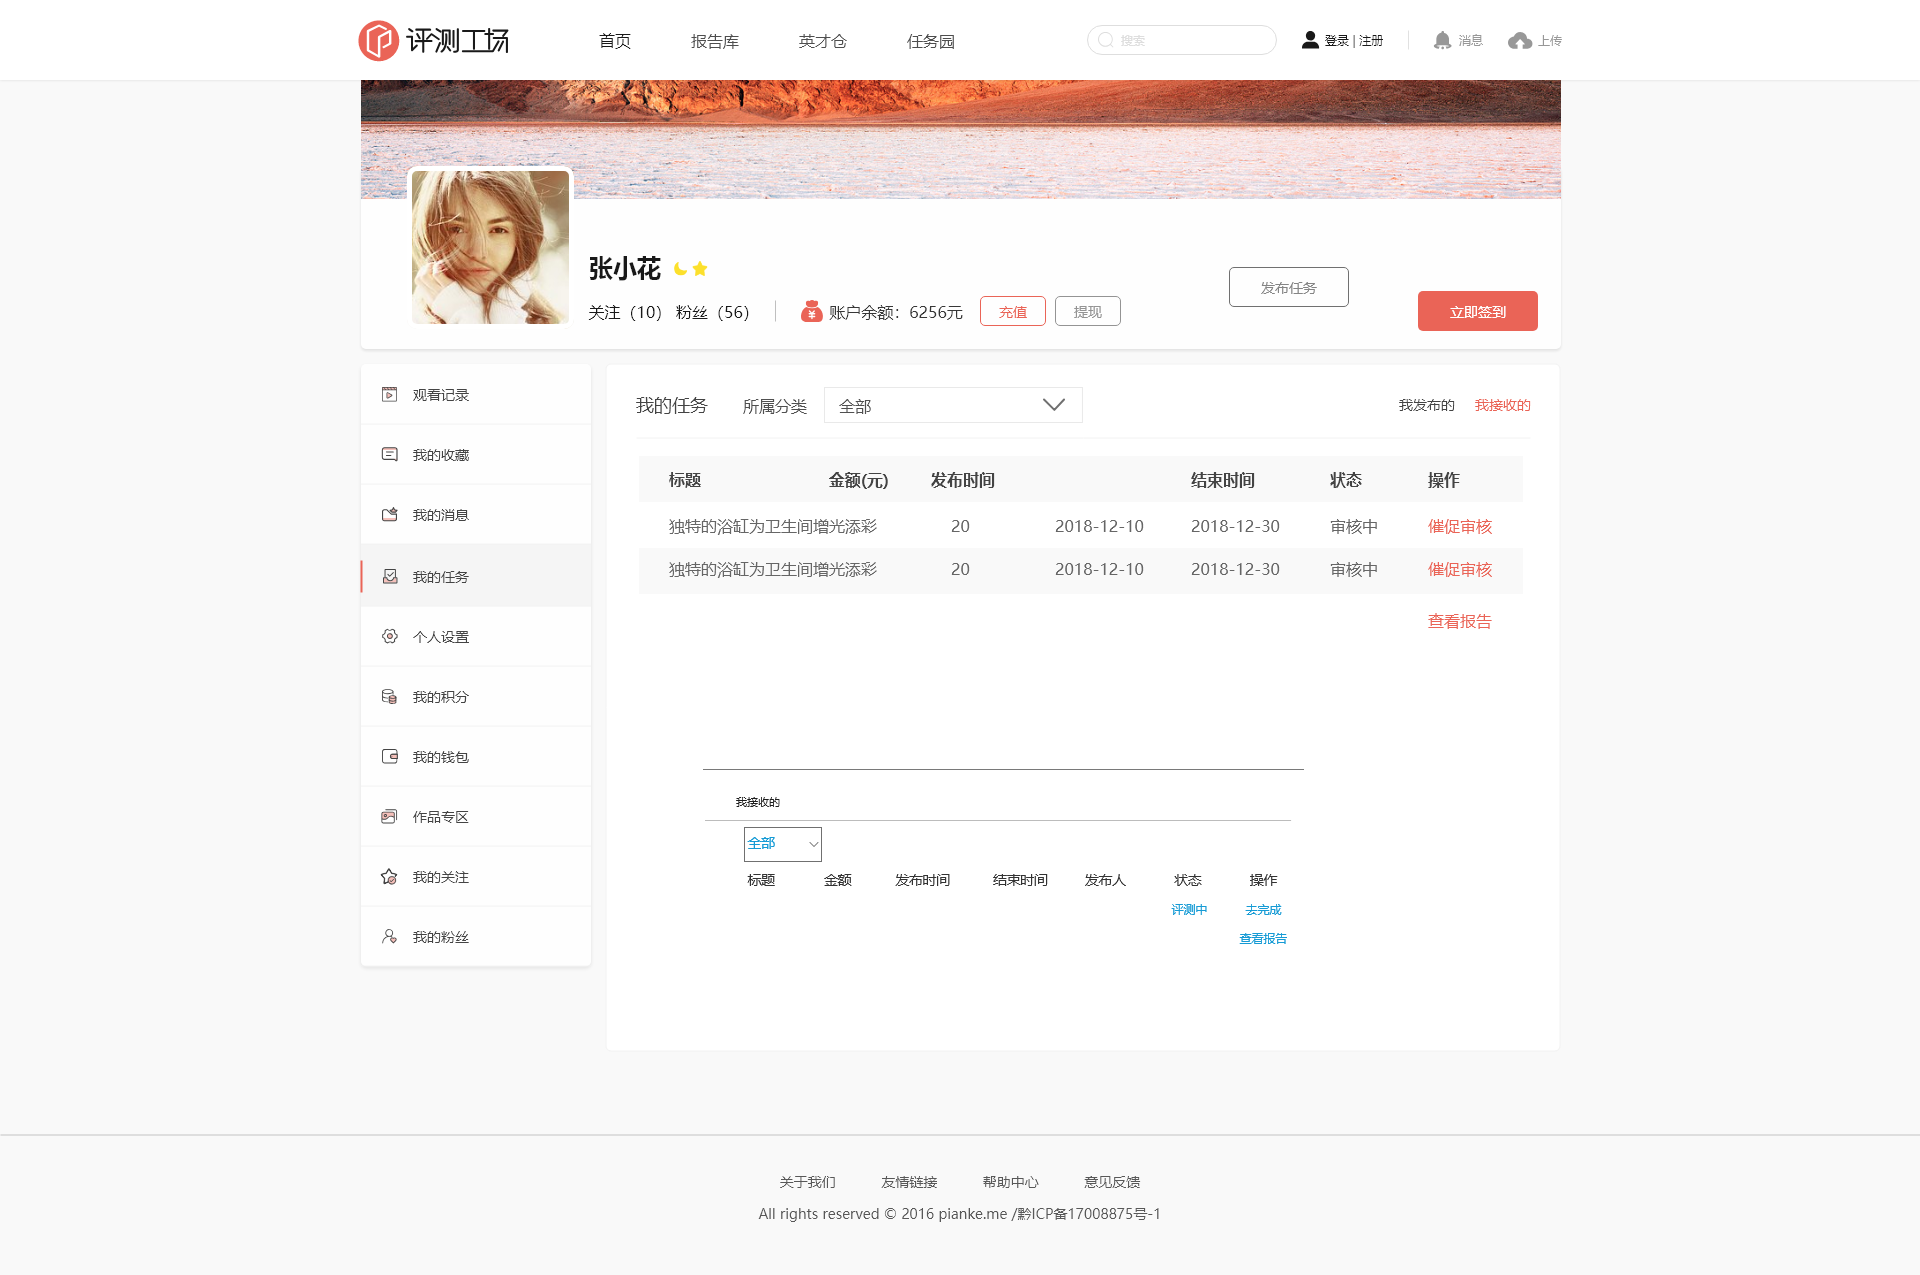 评测工场 首页 报告库 英才仓 任务园 搜索 登录 | 注册 消息 上传
张小花
关注（10） 粉丝（56） 账户余额：6256元 充值 提现
发布任务
立即签到
观看记录
我的收藏
我的消息
我的任务
个人设置
我的积分
我的钱包
作品专区
我的关注
我的粉丝
我的任务 所属分类 全部 我发布的 我接收的
标题 金额(元) 发布时间 结束时间 状态 操作
独特的浴缸为卫生间增光添彩 20 2018-12-10 2018-12-30 审核中 催促审核
独特的浴缸为卫生间增光添彩 20 2018-12-10 2018-12-30 审核中 催促审核
查看报告
我接收的
全部
标题 金额 发布时间 结束时间 发布人 状态 操作
评测中 去完成
查看报告
关于我们 友情链接 帮助中心 意见反馈
All rights reserved © 2016 pianke.me /黔ICP备17008875号-1